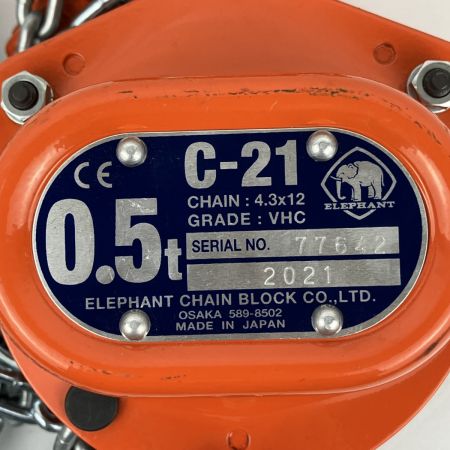 CE
C-21
CHAIN : 4.3x12
GRADE : VHC
ELEPHANT
0.5t
SERIAL NO. 77642
2021
ELEPHANT CHAIN BLOCK CO.,LTD.
OSAKA 589-8502
MADE IN JAPAN